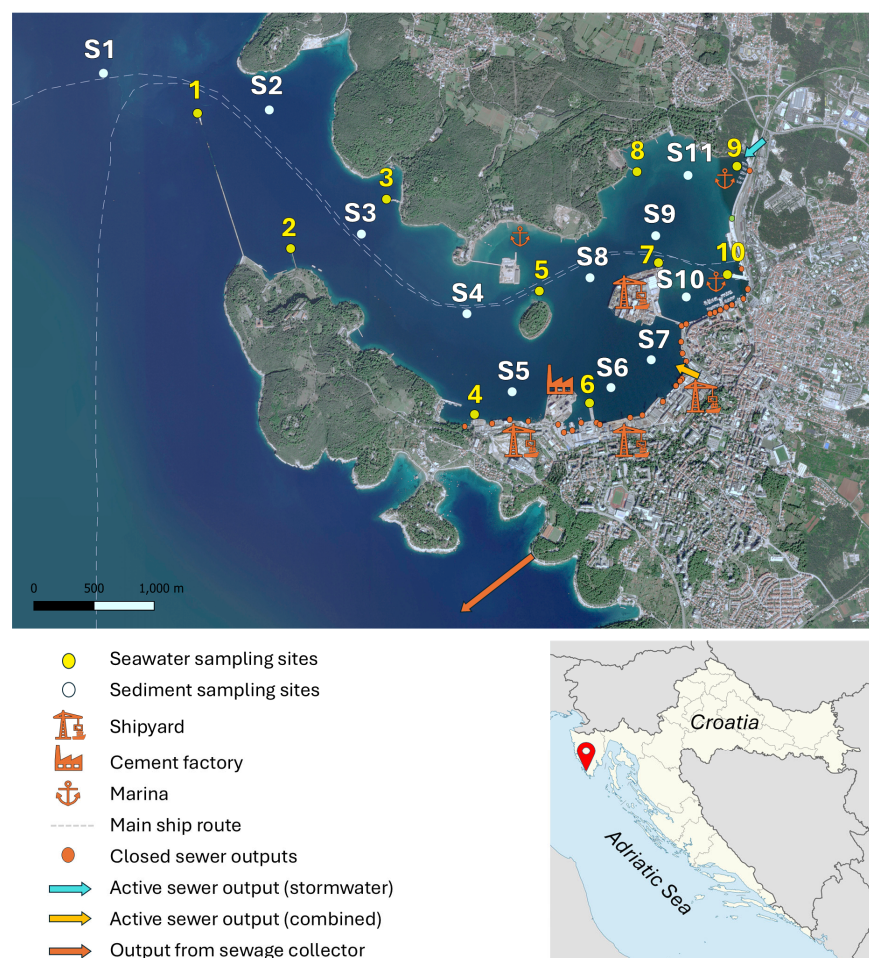 S1
1
S2
8
S11
9
3
S3
S9
2
7
10
S8
5
S10
S4
S7
S5
6
S6
4
0 500 1,000 m
Seawater sampling sites
Sediment sampling sites
Shipyard
Cement factory
Marina
Main ship route
Closed sewer outputs
Active sewer output (stormwater)
Active sewer output (combined)
Output from sewage collector
Croatia
Adriatic Sea